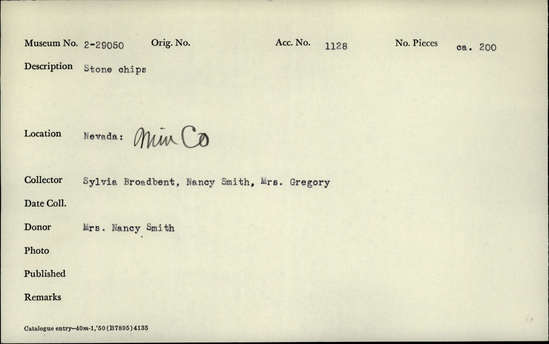 Museum No. 2-29050 Orig. No. Acc. No. 1128 No. Pieces ca. 200
Description Stone chips
Location Nevada: Min Co
Collector Sylvia Broadbent, Nancy Smith, Mrs. Gregory
Date Coll.
Donor Mrs. Nancy Smith
Photo
Published
Remarks
Catalogue entry—40m-1,'50(B7895)4135